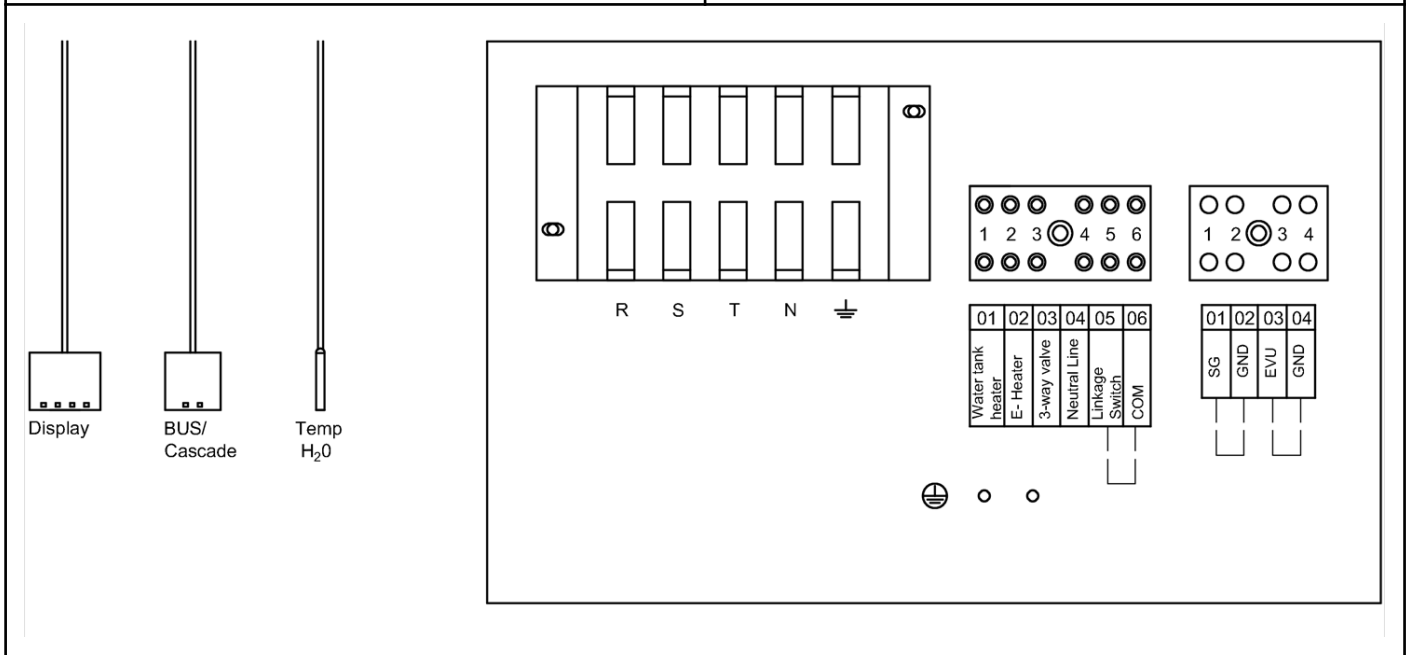 Display
BUS/
Cascade
Temp
H₂0
R S T N
1 2 3 4 5 6
01 02 03 04 05 06
Water tank
heater
E- Heater
3-way valve
Neutral Line
Linkage
Switch
COM
1 2 3 4
01 02 03 04
SG
GND
EVU
GND